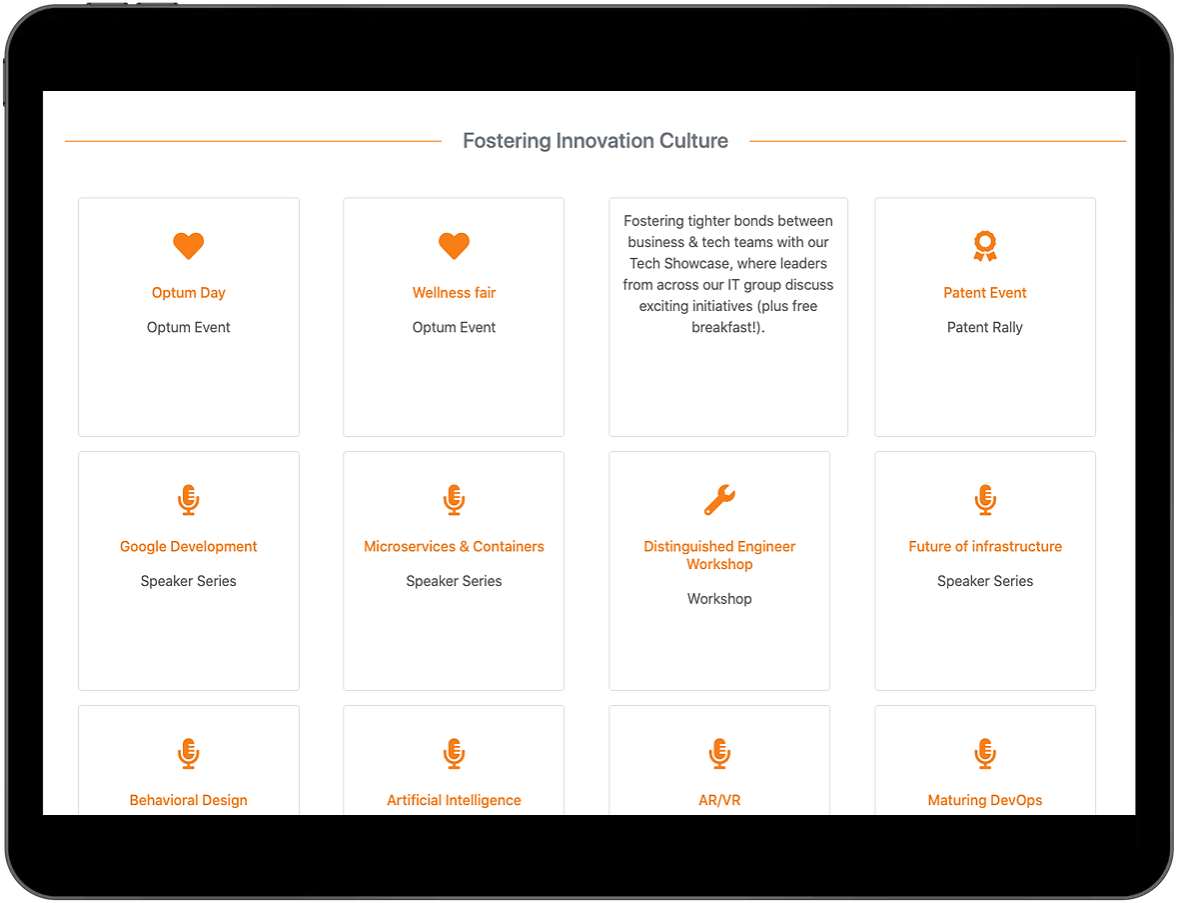 Fostering Innovation Culture
Optum Day
Optum Event
Wellness fair
Optum Event
Fostering tighter bonds between
business & tech teams with our
Tech Showcase, where leaders
from across our IT group discuss
exciting initiatives (plus free
breakfast!).
Patent Event
Patent Rally
Google Development
Speaker Series
Microservices & Containers
Speaker Series
Distinguished Engineer
Workshop
Workshop
Future of infrastructure
Speaker Series
Behavioral Design
Artificial Intelligence
AR/VR
Maturing DevOps